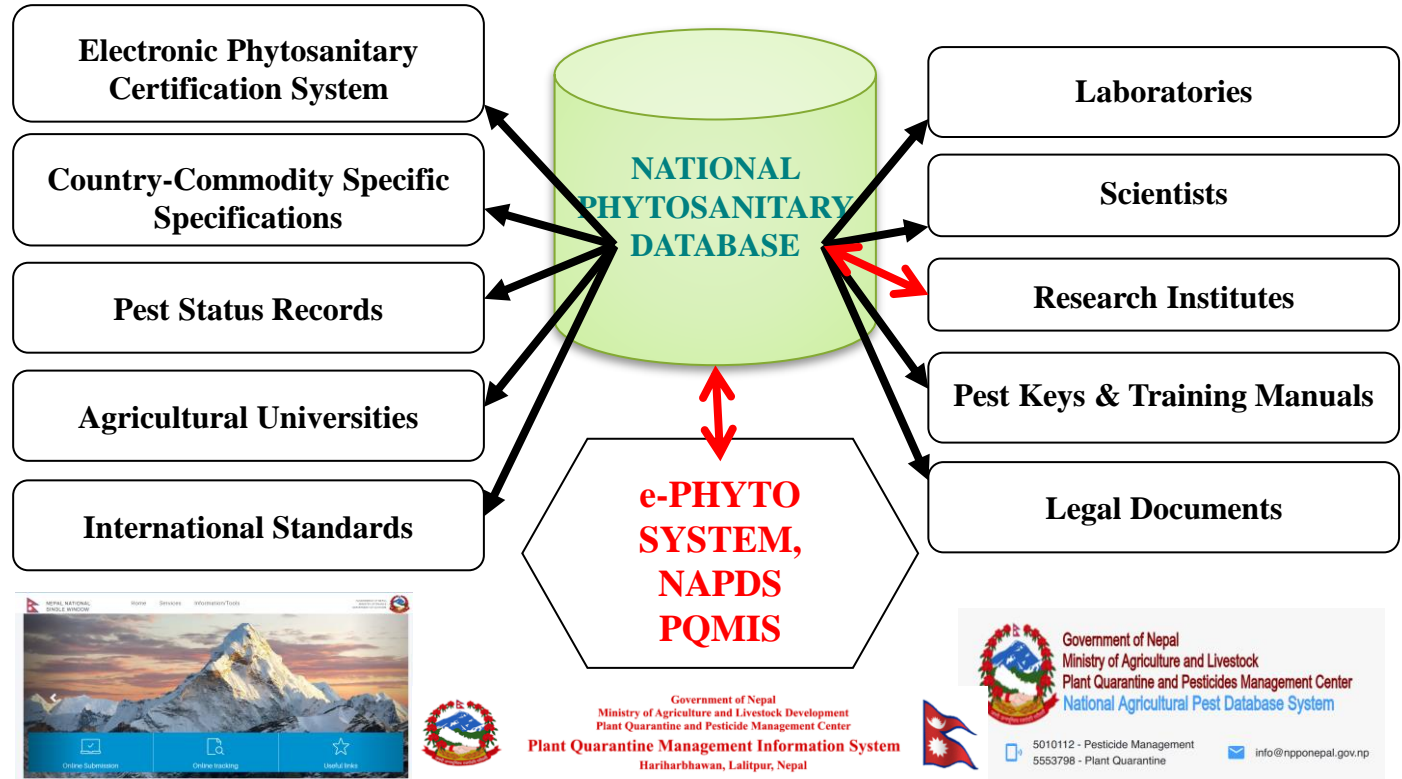 Electronic Phytosanitary
Certification System
Country-Commodity Specific
Specifications
Pest Status Records
Agricultural Universities
International Standards
NATIONAL
PHYTOSANITARY
DATABASE
e-PHYTO
SYSTEM,
NAPDS
PQMIS
Laboratories
Scientists
Research Institutes
Pest Keys & Training Manuals
Legal Documents
NEPAL NATIONAL
SINGLE WINDOW
Home Services Information/Tools
Online Submission
Online tracking
Useful links
Government of Nepal
Ministry of Agriculture and Livestock Development
Plant Quarantine and Pesticide Management Center
Plant Quarantine Management Information System
Hariharbhawan, Lalitpur, Nepal
Government of Nepal
Ministry of Agriculture and Livestock
Plant Quarantine and Pesticides Management Center
National Agricultural Pest Database System
5010112 - Pesticide Management
5553798 - Plant Quarantine
info@npponepal.gov.np